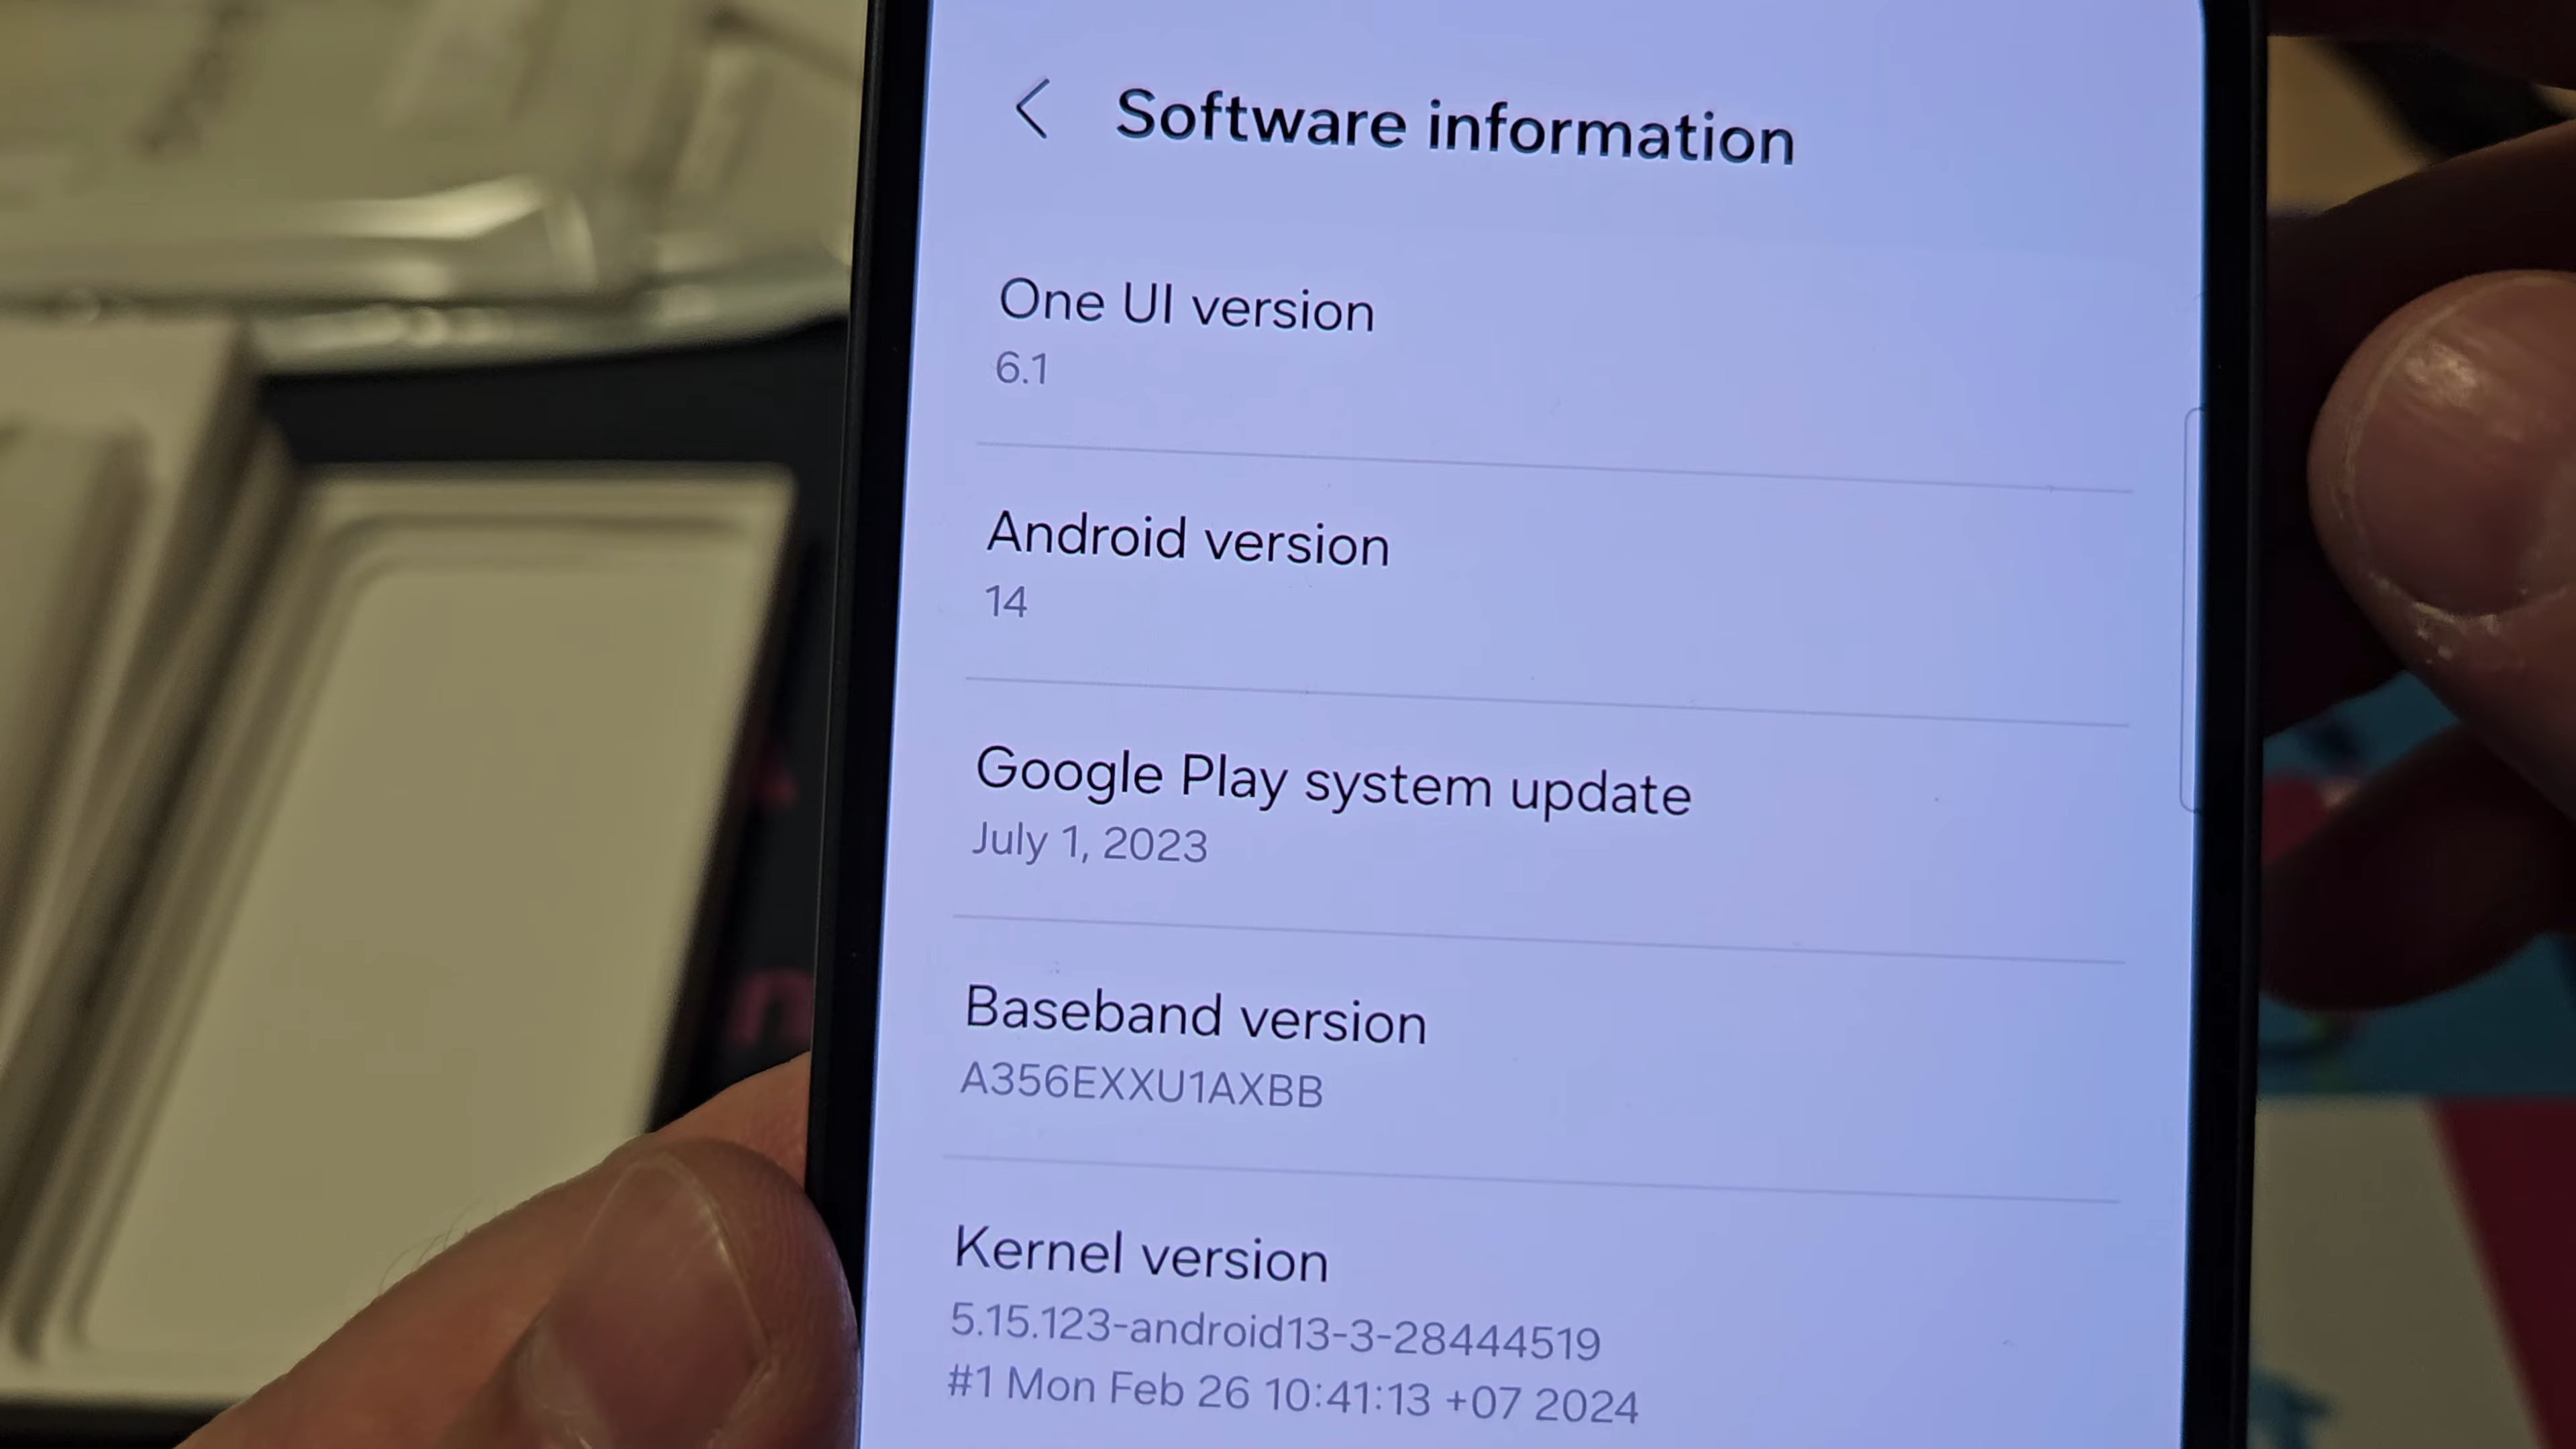 Software information
One UI version
6.1
Android version
14
Google Play system update
July 1, 2023
Baseband version
A356EXXU1AXBB
Kernel version
5.15.123-android13-3-28444519
#1 Mon Feb 26 10:41:13 +07 2024